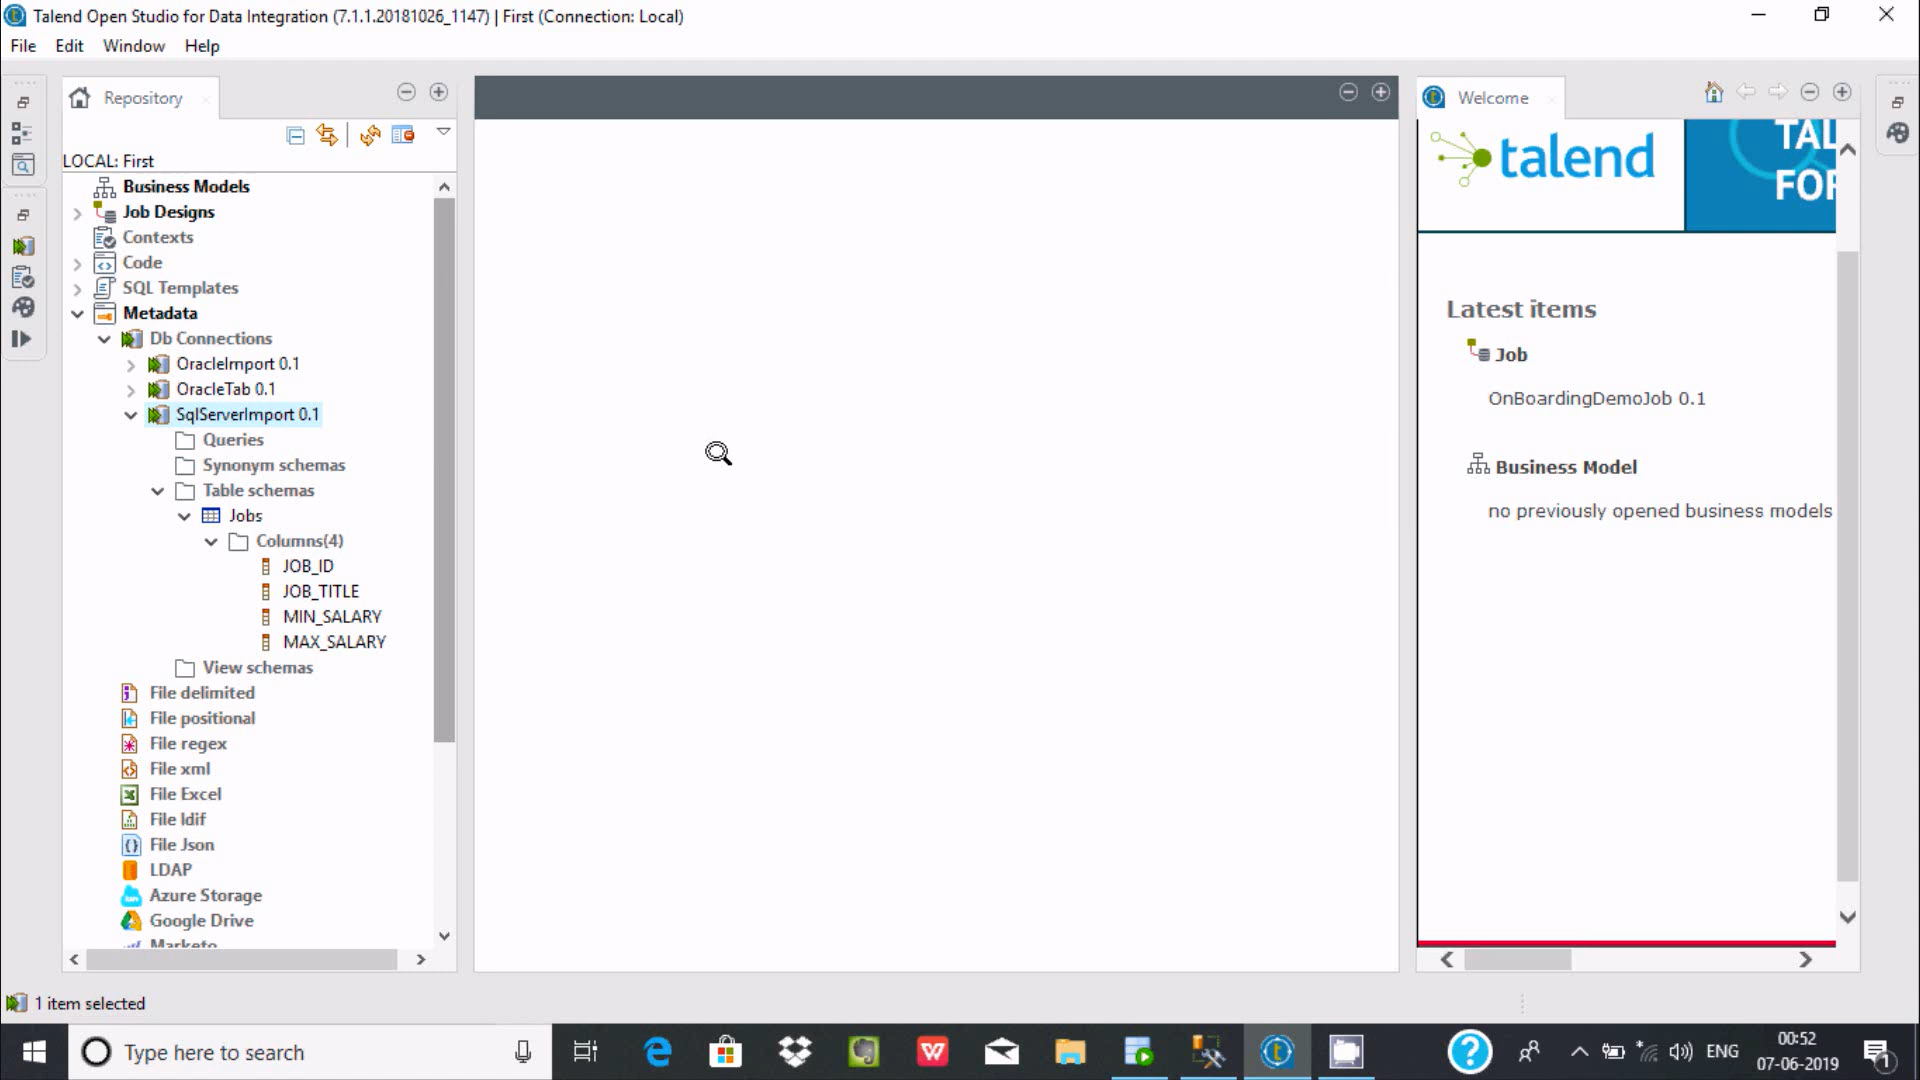 Talend Open Studio for Data Integration (7.1.1.20181026_1147) | First (Connection: Local)
File Edit Window Help
Repository
LOCAL: First
Business Models
Job Designs
Contexts
Code
SQL Templates
Metadata
Db Connections
OracleImport 0.1
OracleTab 0.1
SqlServerImport 0.1
Queries
Synonym schemas
Table schemas
Jobs
Columns(4)
JOB_ID
JOB_TITLE
MIN_SALARY
MAX_SALARY
View schemas
File delimited
File positional
File regex
File xml
File Excel
File ldif
File Json
LDAP
Azure Storage
Google Drive
Marketo
Welcome
talend
TAL
FOR
Latest items
Job
OnBoardingDemoJob 0.1
Business Model
no previously opened business models
1 item selected
Type here to search
ENG
00:52
07-06-2019
1